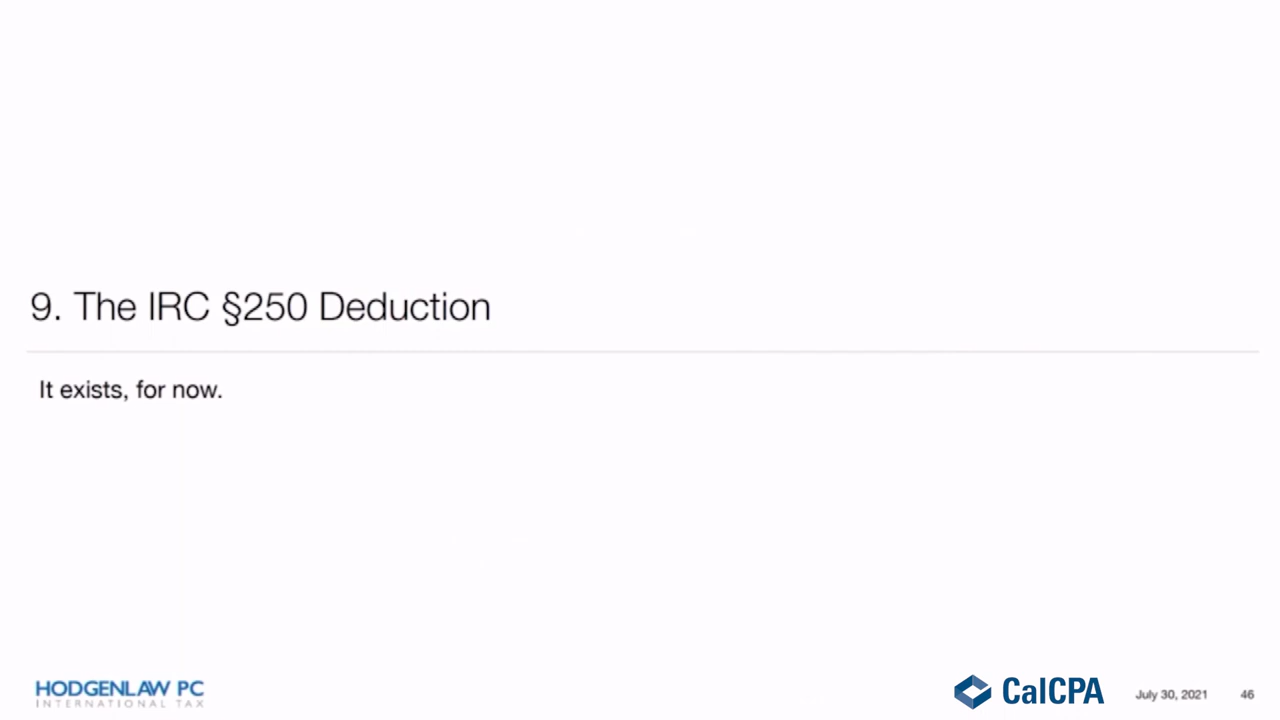 9. The IRC §250 Deduction
It exists, for now.
HODGENLAW PC
INTERNATIONAL TAX
CalCPA
July 30, 2021
46